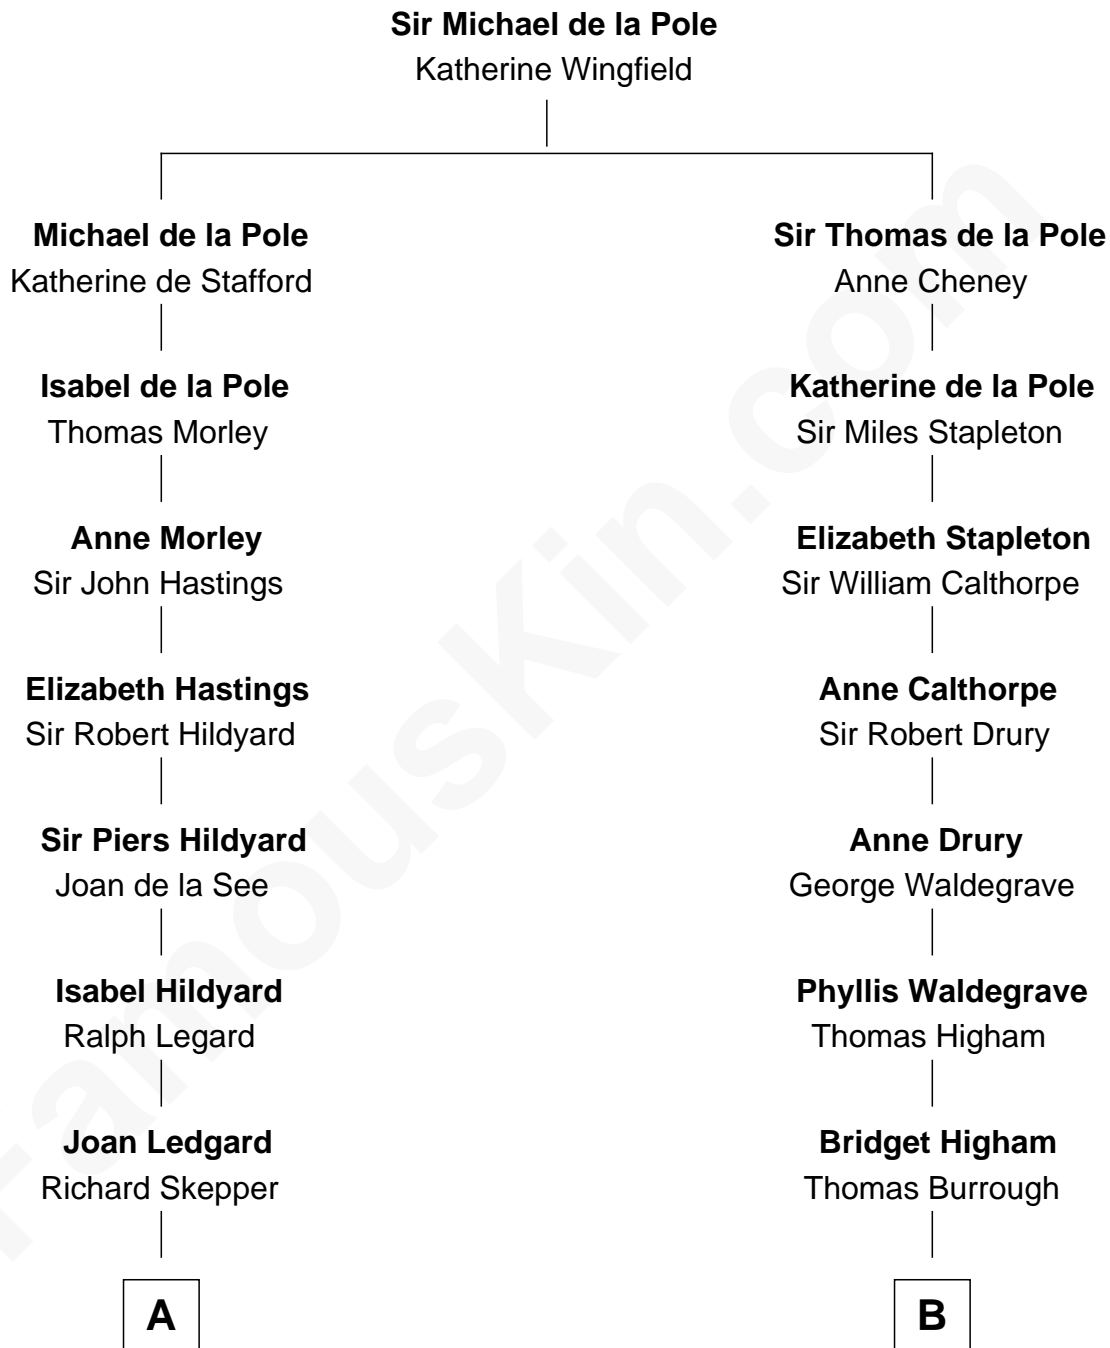 Sir Michael de la Pole
Katherine Wingfield
Michael de la Pole
Katherine de Stafford
Sir Thomas de la Pole
Anne Cheney
Isabel de la Pole
Thomas Morley
Katherine de la Pole
Sir Miles Stapleton
Anne Morley
Sir John Hastings
Elizabeth Stapleton
Sir William Calthorpe
Elizabeth Hastings
Sir Robert Hildyard
Anne Calthorpe
Sir Robert Drury
Sir Piers Hildyard
Joan de la See
Anne Drury
George Waldegrave
Isabel Hildyard
Ralph Legard
Phyllis Waldegrave
Thomas Higham
Joan Ledgard
Richard Skepper
Bridget Higham
Thomas Burrough
A
B
FamousKin.com